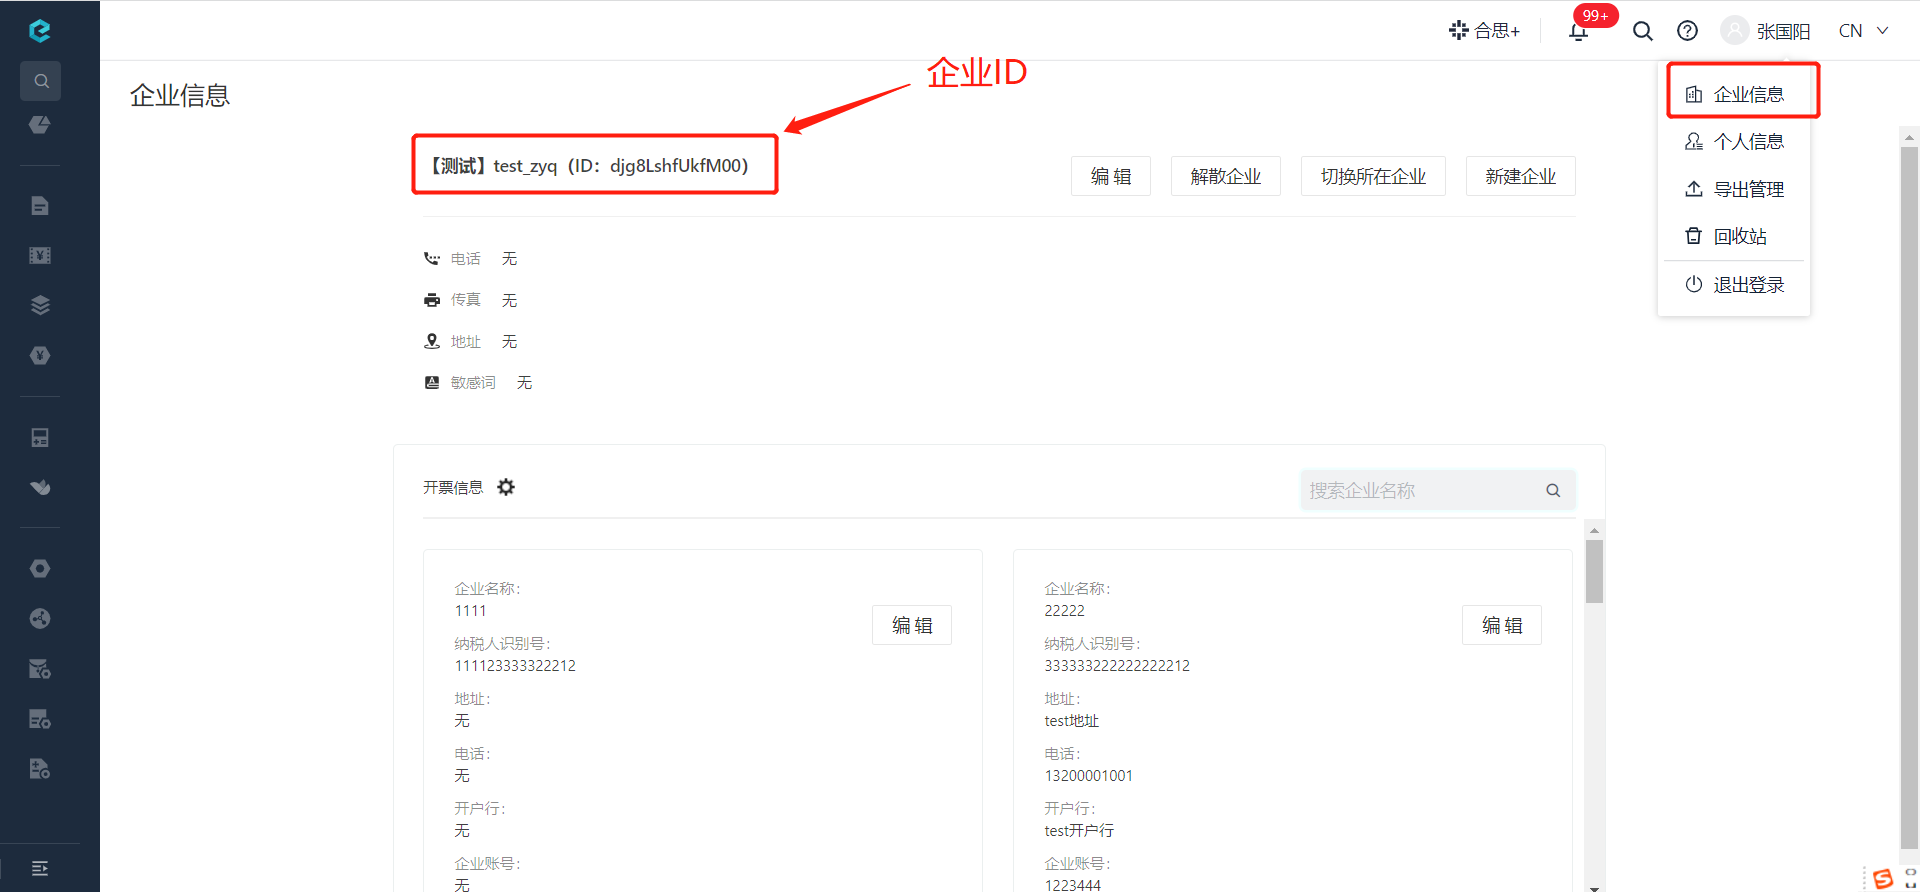 合思+
99+
张国阳
CN
企业信息
企业ID
企业信息
个人信息
导出管理
回收站
退出登录
【测试】test_zyq（ID：djg8LshfUkfM00）
编 辑
解散企业
切换所在企业
新建企业
电话 无
传真 无
地址 无
敏感词 无
开票信息
搜索企业名称
企业名称：
1111
编 辑
纳税人识别号：
111123333322212
地址：
无
电话：
无
开户行：
无
企业账号：
无
企业名称：
22222
编 辑
纳税人识别号：
333333222222222212
地址：
test地址
电话：
13200001001
开户行：
test开户行
企业账号：
1223444